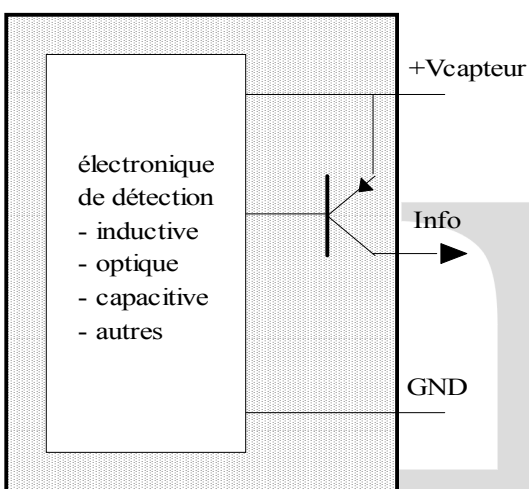 +Vcapteur
électronique
de détection
- inductive
- optique
- capacitive
- autres
Info
GND